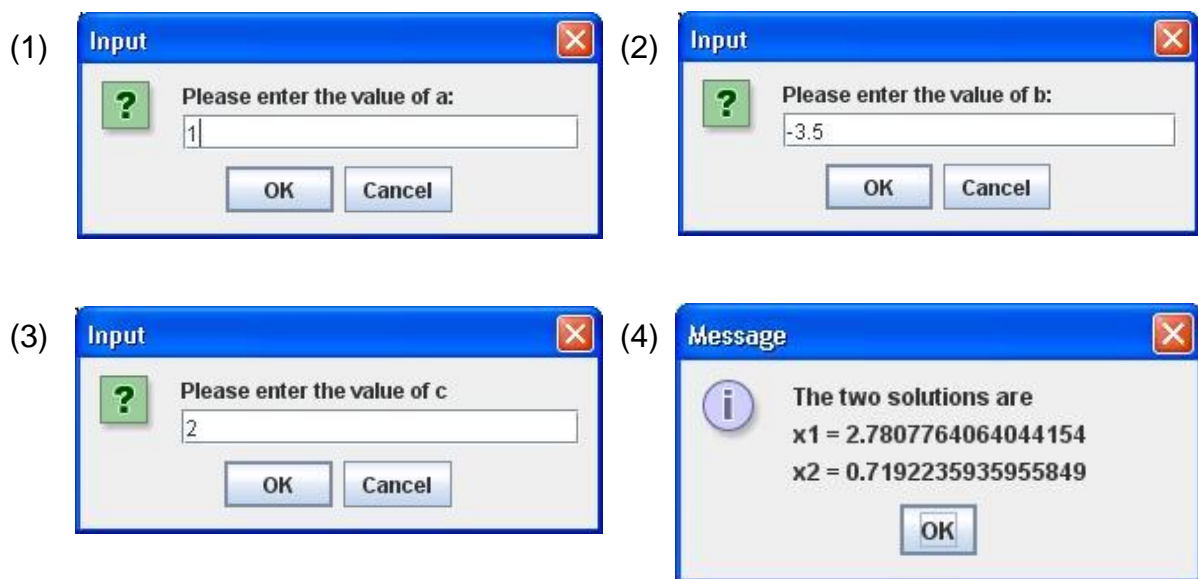 (1)
Input
Please enter the value of a:
1
OK
Cancel
(2)
Input
Please enter the value of b:
-3.5
OK
Cancel
(3)
Input
Please enter the value of c
2
OK
Cancel
(4)
Message
The two solutions are
x1 = 2.7807764064044154
x2 = 0.7192235935955849
OK